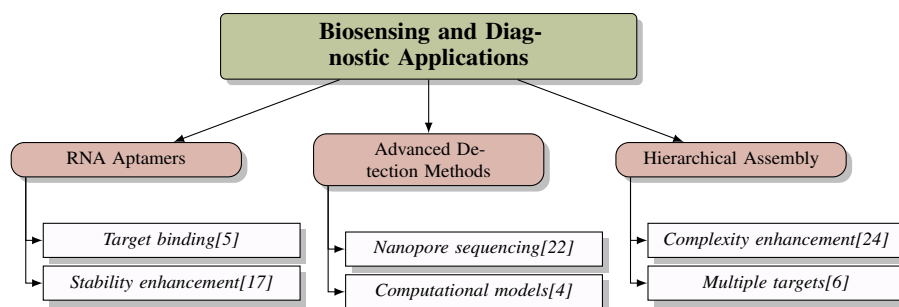 Biosensing and Diag-
nostic Applications
RNA Aptamers
Advanced De-
tection Methods
Hierarchical Assembly
Target binding[5]
Stability enhancement[17]
Nanopore sequencing[22]
Computational models[4]
Complexity enhancement[24]
Multiple targets[6]